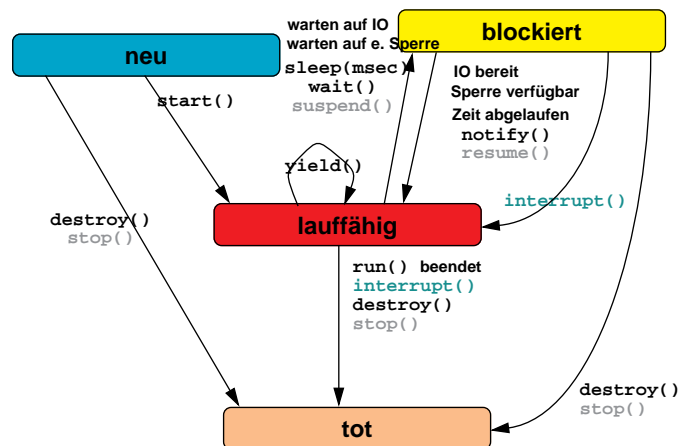 warten auf IO
warten auf e. Sperre
sleep(msec)
wait()
suspend()
blockiert
neu
IO bereit
Sperre verfügbar
Zeit abgelaufen
notify()
resume()
start()
yield()
interrupt()
destroy()
stop()
lauffähig
run() beendet
interrupt()
destroy()
stop()
destroy()
stop()
tot